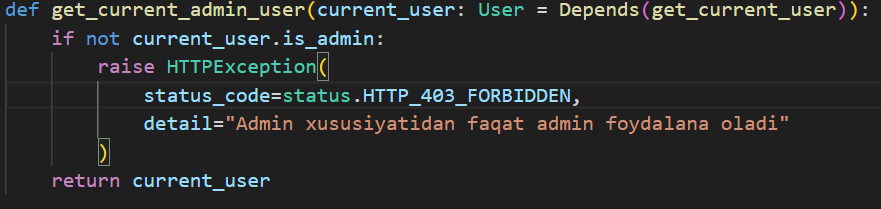 def get_current_admin_user(current_user: User = Depends(get_current_user)):
    if not current_user.is_admin:
        raise HTTPException(
            status_code=status.HTTP_403_FORBIDDEN,
            detail="Admin xususiyatidan faqat admin foydalana oladi"
        )
    return current_user